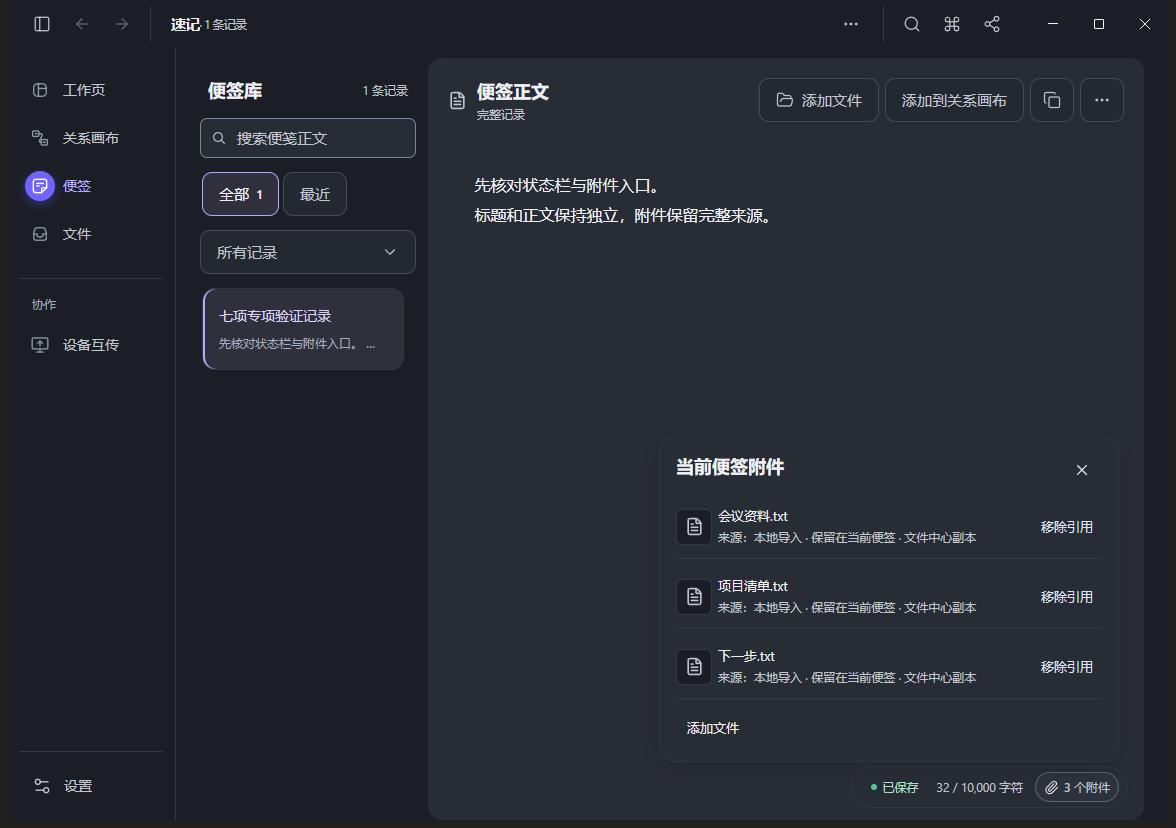 速记 1 条记录
工作页
关系画布
便签
文件
协作
设备互传
设置
便签库
1 条记录
搜索便笺正文
全部 1
最近
所有记录
七项专项验证记录
先核对状态栏与附件入口。 ...
便签正文
完整记录
添加文件
添加到关系画布
先核对状态栏与附件入口。
标题和正文保持独立，附件保留完整来源。
当前便签附件
会议资料.txt
来源：本地导入 · 保留在当前便签 · 文件中心副本
移除引用
项目清单.txt
来源：本地导入 · 保留在当前便签 · 文件中心副本
移除引用
下一步.txt
来源：本地导入 · 保留在当前便签 · 文件中心副本
移除引用
添加文件
已保存
32 / 10,000 字符
3 个附件